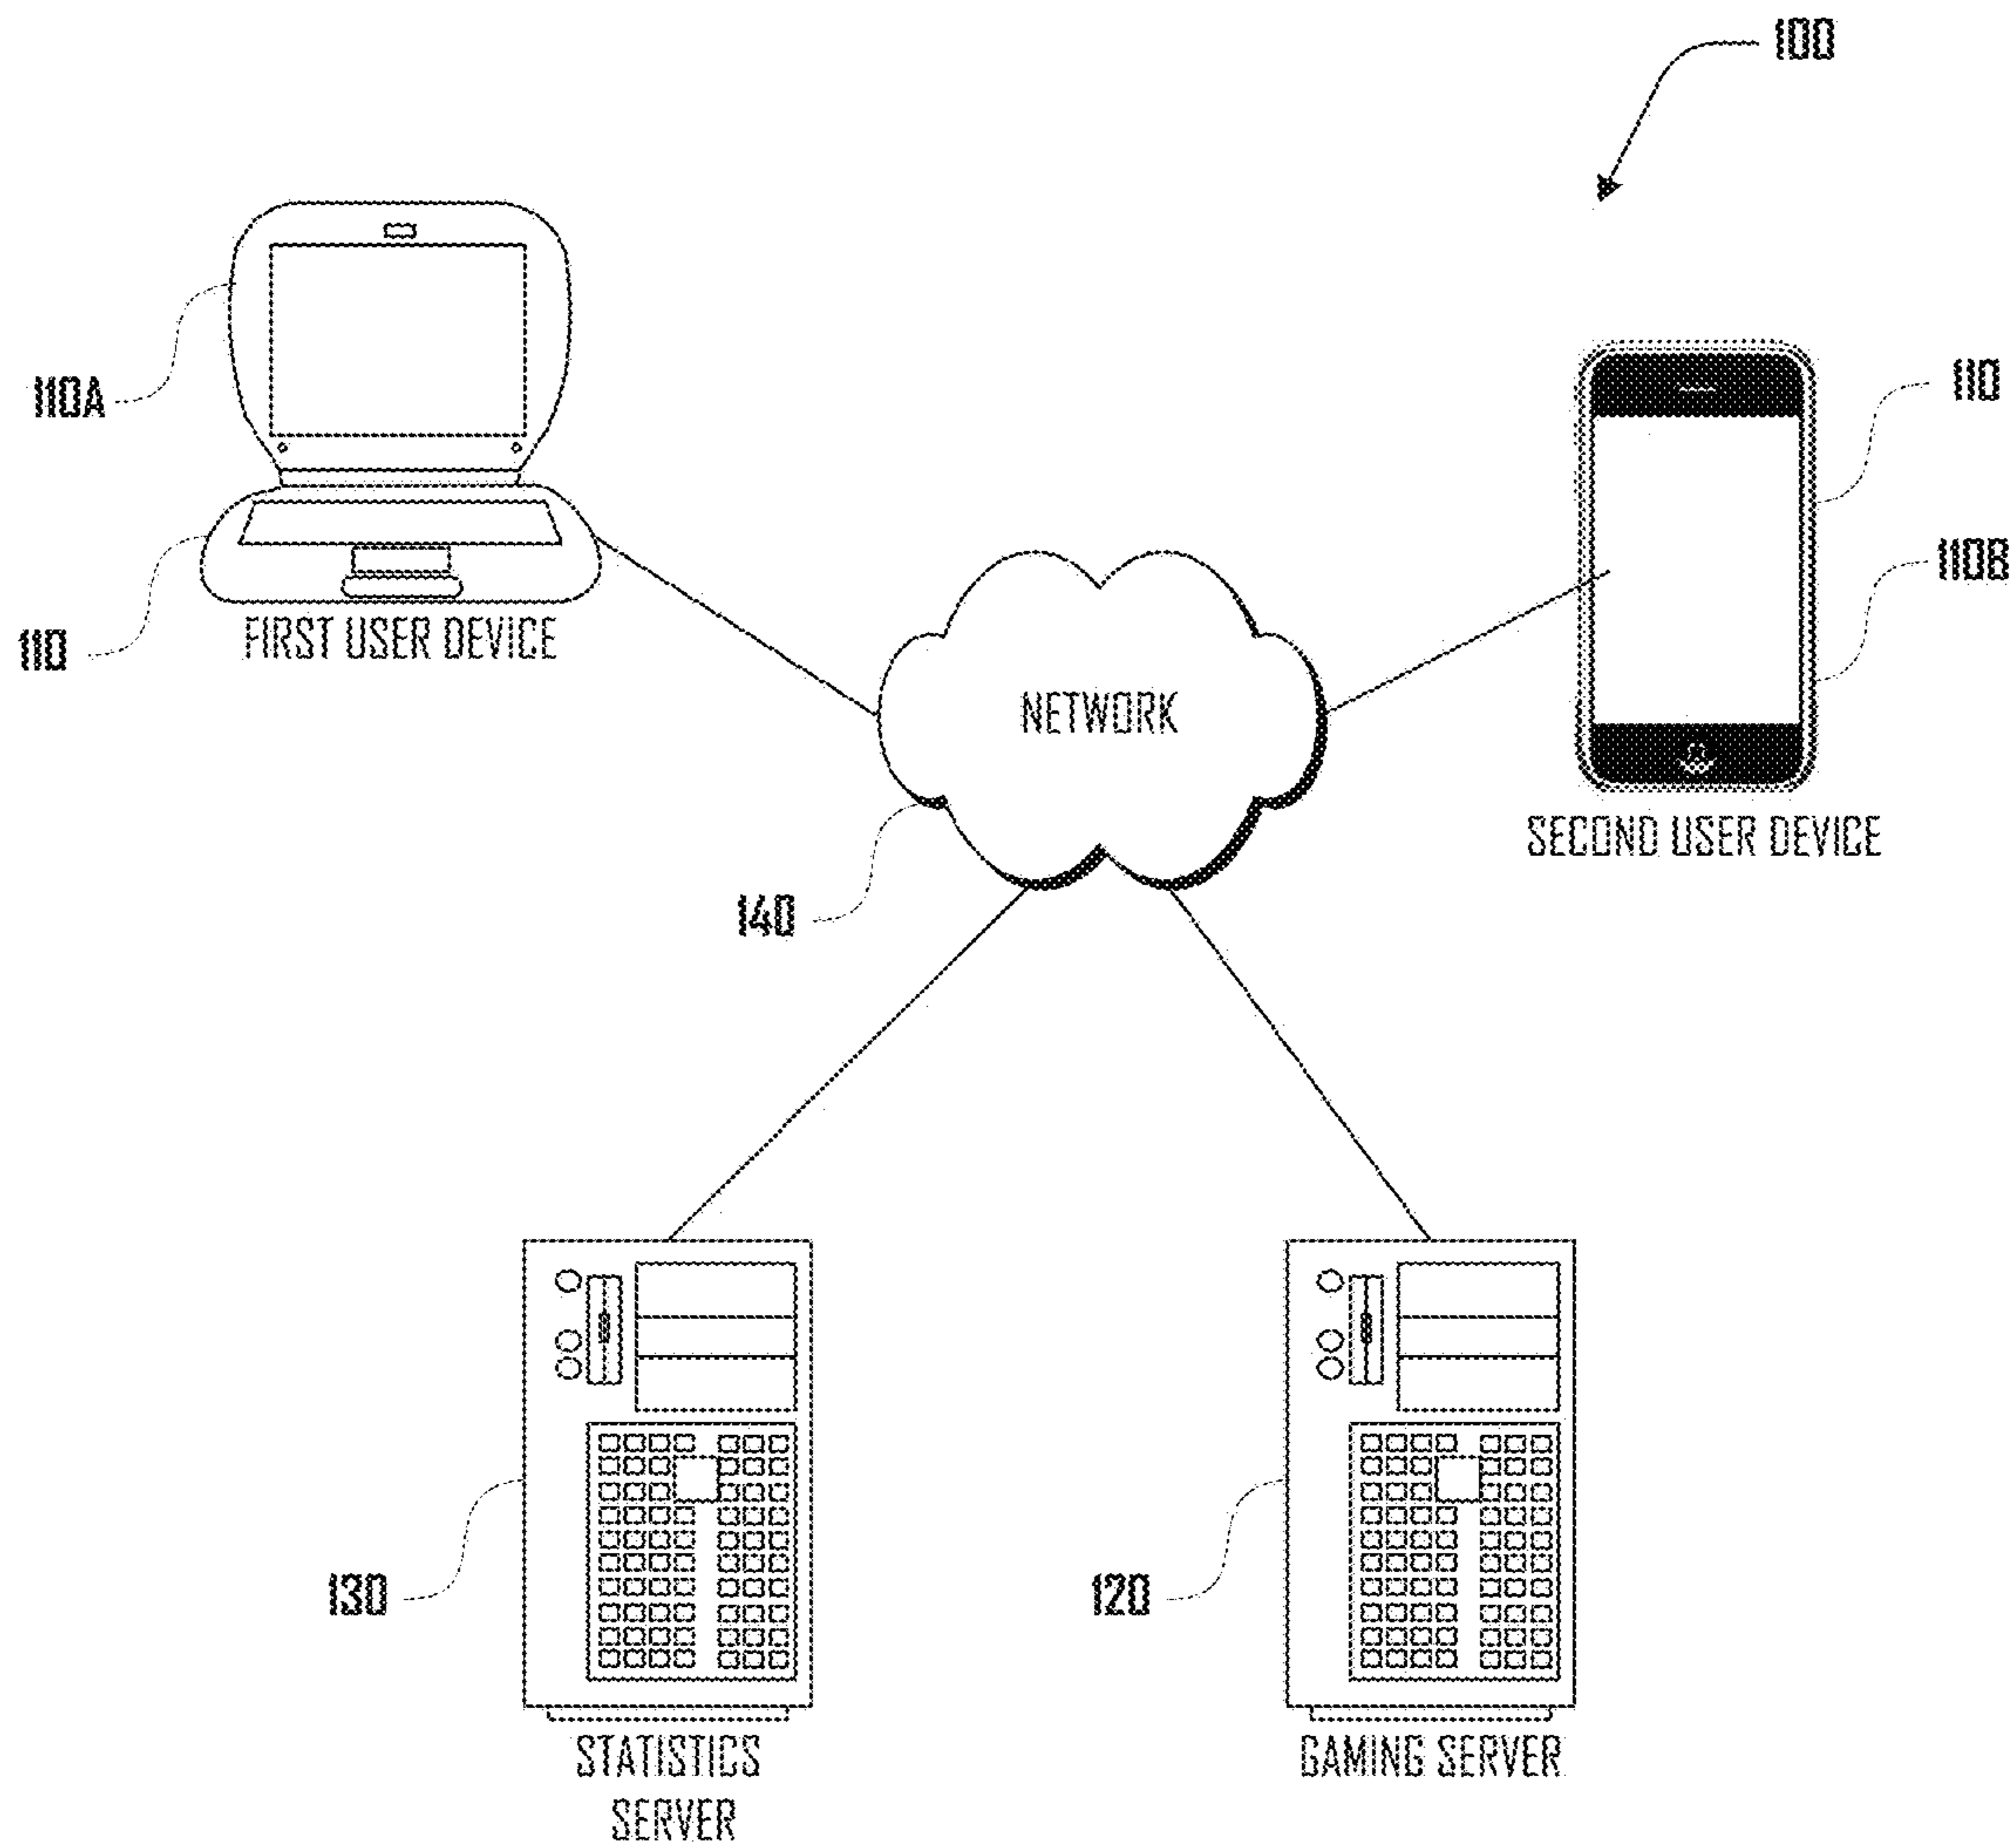 100
110A
110
FIRST USER DEVICE
NETWORK
110
110B
SECOND USER DEVICE
140
130
120
STATISTICS
SERVER
GAMING SERVER